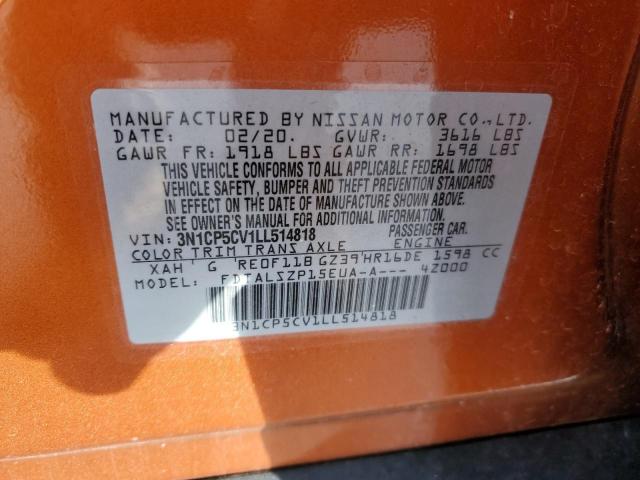 MANUFACTURED BY NISSAN MOTOR CO.,LTD.
DATE: 02/20. GVWR: 3616 LBS
GAWR FR: 1918 LBS GAWR RR: 1698 LBS
THIS VEHICLE CONFORMS TO ALL APPLICABLE FEDERAL MOTOR
VEHICLE SAFETY, BUMPER AND THEFT PREVENTION STANDARDS
IN EFFECT ON THE DATE OF MANUFACTURE SHOWN ABOVE.
SEE OWNER'S MANUAL FOR ADDITIONAL INFORMATION.
VIN: 3N1CP5CV1LL514818 PASSENGER CAR.
COLOR TRIM TRANS AXLE ENGINE
XAH G RE0F11B GZ39 HR16DE 1598 CC
MODEL: FDTALSZP15EUA-A--- 4Z000
3N1CP5CV1LL514818